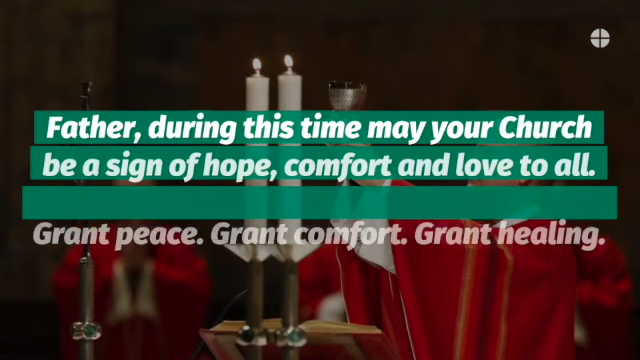 Father, during this time may your Church
be a sign of hope, comfort and love to all.
Grant peace. Grant comfort. Grant healing.